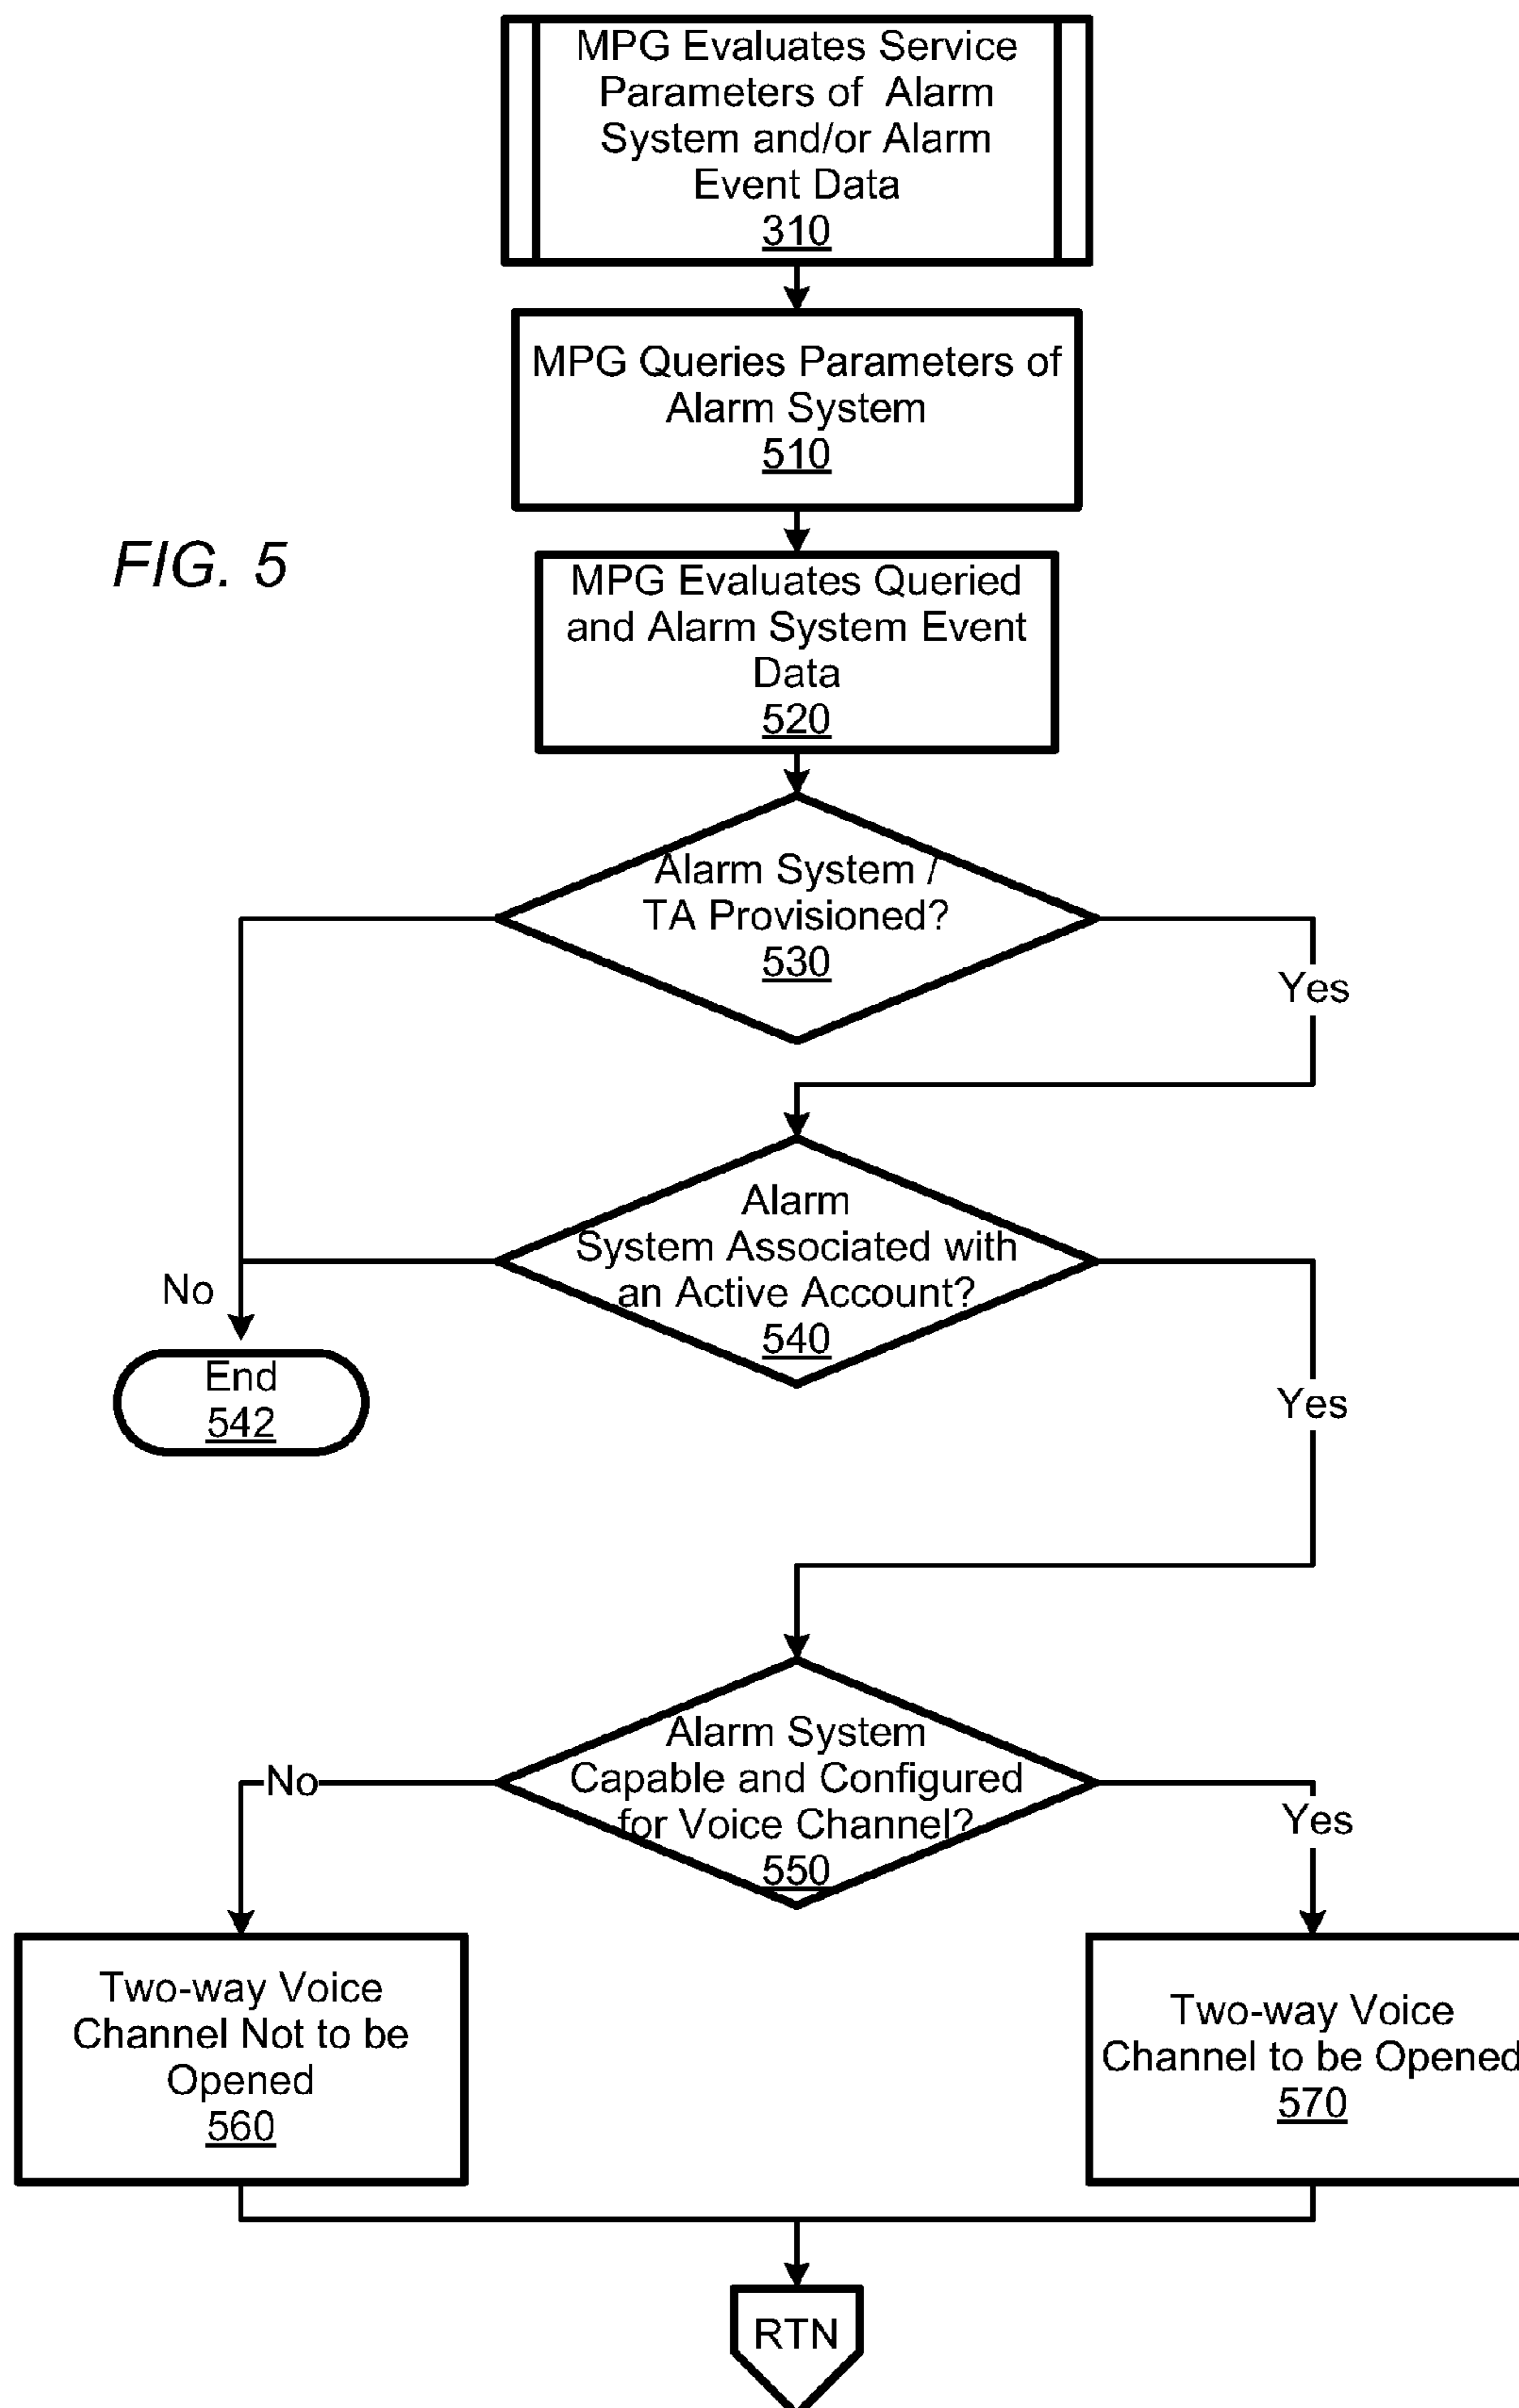 MPG Evaluates Service
Parameters of Alarm
System and/or Alarm
Event Data
310
MPG Queries Parameters of
Alarm System
510
FIG. 5
MPG Evaluates Queried
and Alarm System Event
Data
520
Alarm System /
TA Provisioned?
530
Yes
Alarm
System Associated with
an Active Account?
540
No
End
542
Yes
Alarm System
Capable and Configured
for Voice Channel?
550
No
Yes
Two-way Voice
Channel Not to be
Opened
560
Two-way Voice
Channel to be Opened
570
RTN